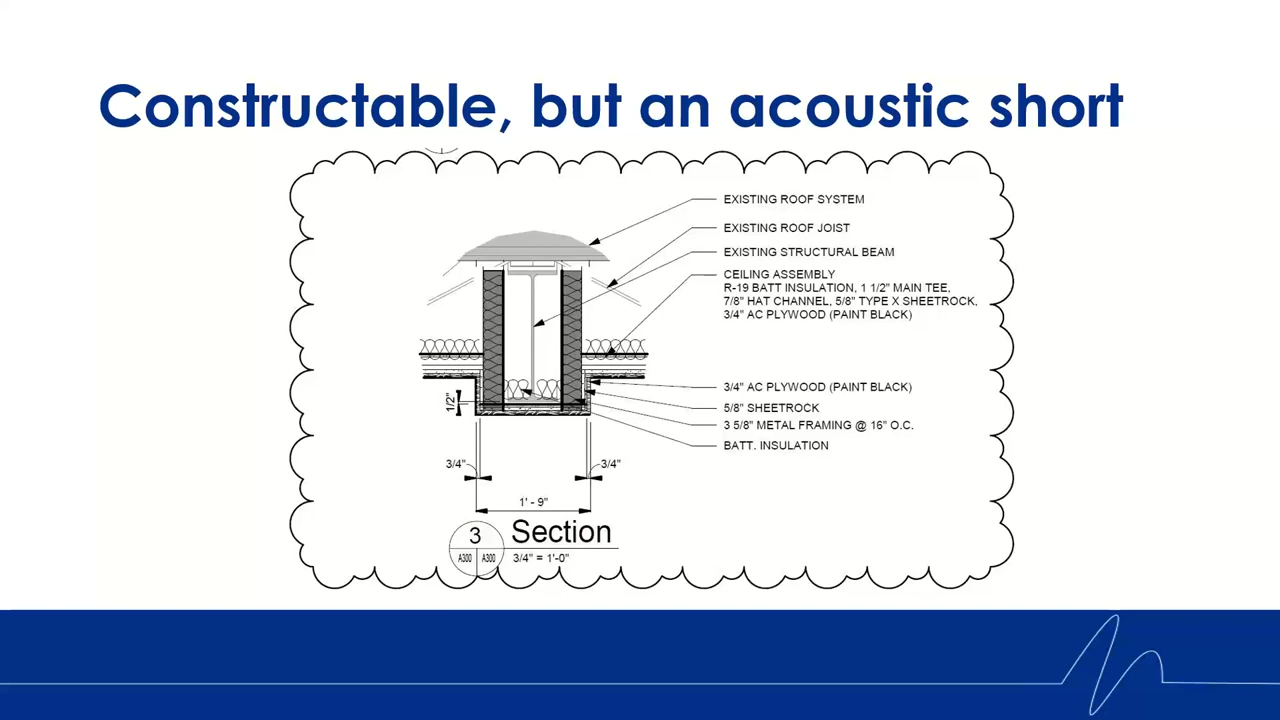 Constructable, but an acoustic short
EXISTING ROOF SYSTEM
EXISTING ROOF JOIST
EXISTING STRUCTURAL BEAM
CEILING ASSEMBLY
R-19 BATT INSULATION, 1 1/2" MAIN TEE,
7/8" HAT CHANNEL, 5/8" TYPE X SHEETROCK,
3/4" AC PLYWOOD (PAINT BLACK)
3/4" AC PLYWOOD (PAINT BLACK)
5/8" SHEETROCK
3 5/8" METAL FRAMING @ 16" O.C.
BATT. INSULATION
1/2"
3/4"
3/4"
1' - 9"
3
Section
A300
A300
3/4" = 1'-0"